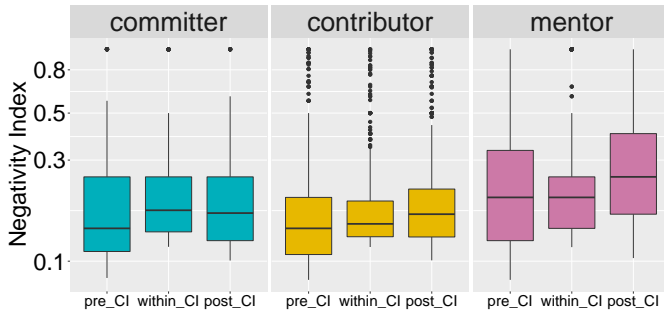 committer contributor mentor
Negativity Index
0.8
0.5
0.3
0.1
pre_CI within_CI post_CI pre_CI within_CI post_CI pre_CI within_CI post_CI